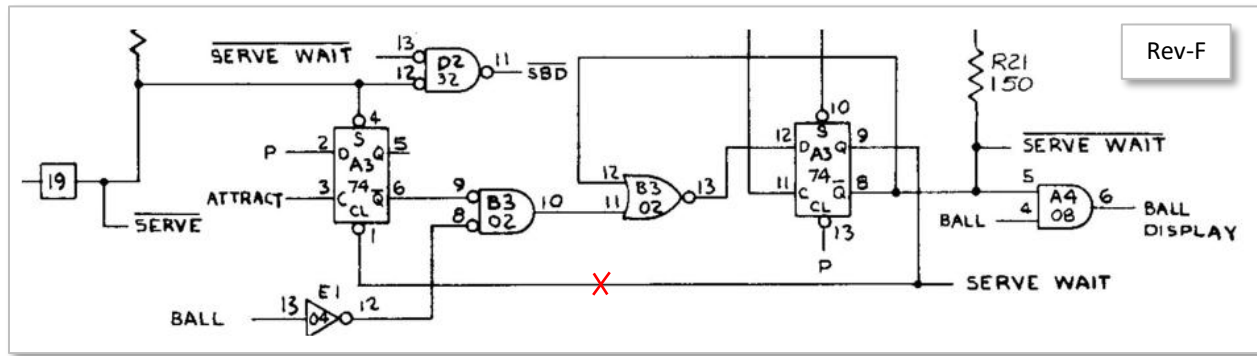 Rev-F
R21
150
SERVE WAIT
13
12
D2
32
11
SBD
4
S
2
D
Q
5
P
A3
74
3
C
Q
6
ATTRACT
CL
1
19
SERVE
9
8
B3
02
10
12
11
B3
02
13
10
S
12
D
Q
9
A3
11
74
C
Q
8
CL
13
P
SERVE WAIT
5
4
A4
08
6
BALL
BALL
DISPLAY
SERVE WAIT
X
BALL
13
E1
04
12